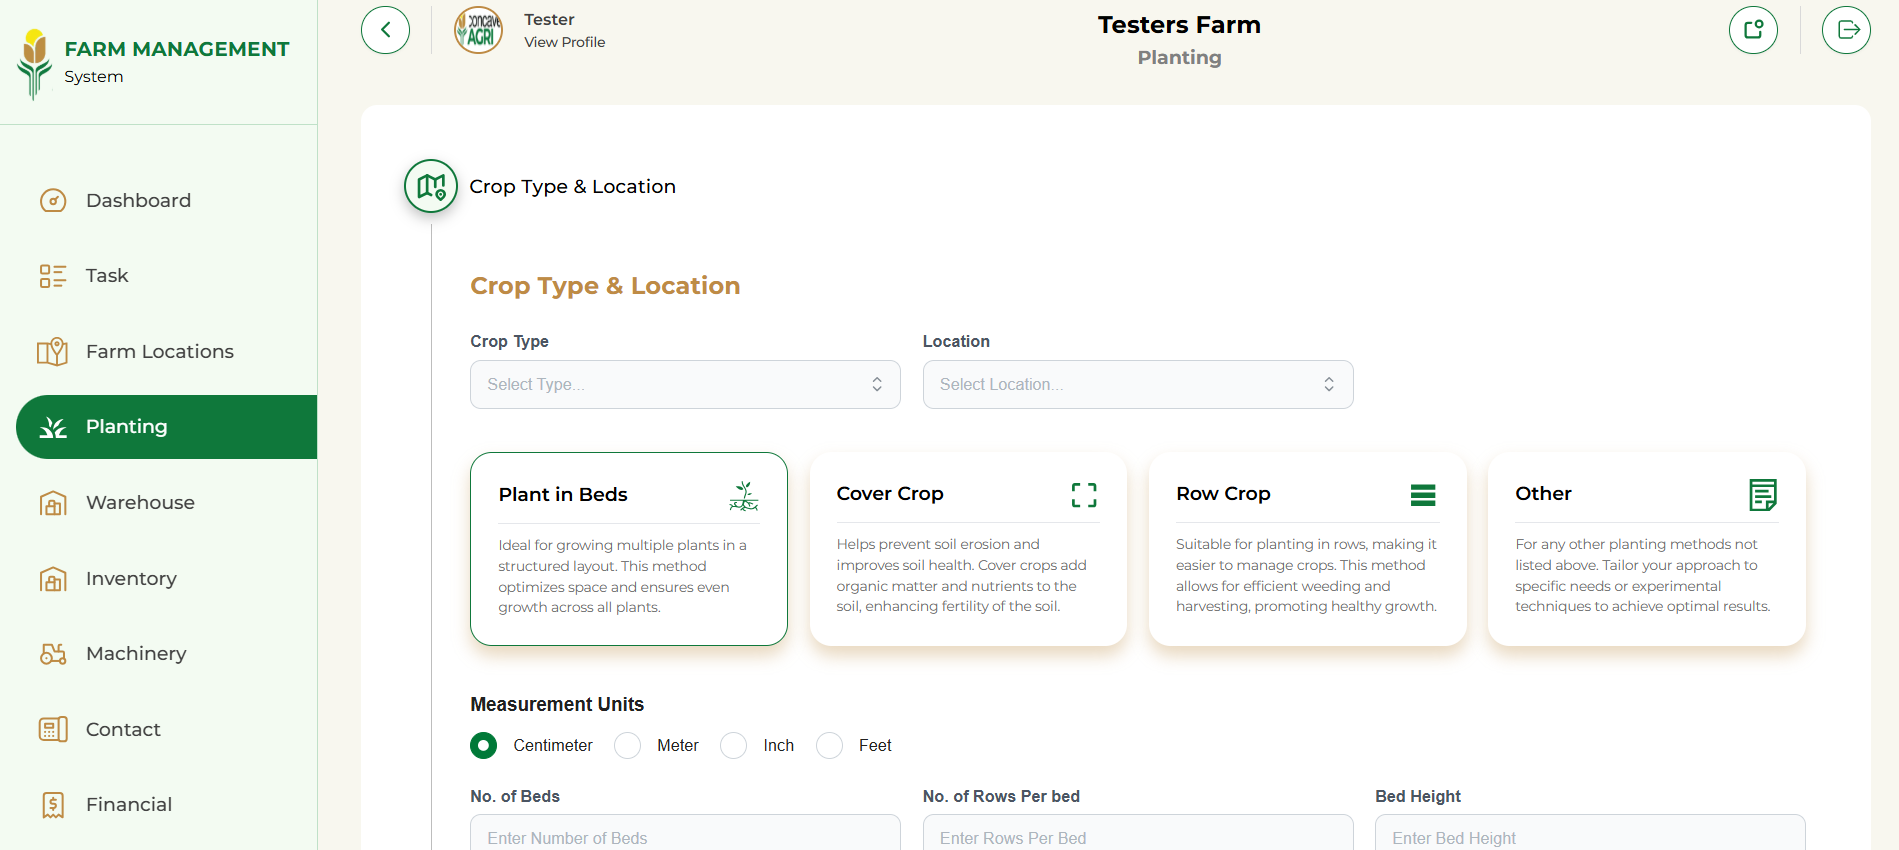 FARM MANAGEMENT
System
Dashboard
Task
Farm Locations
Planting
Warehouse
Inventory
Machinery
Contact
Financial
CONCAVE
AGRI
Tester
View Profile
Testers Farm
Planting
Crop Type & Location
Crop Type & Location
Crop Type
Location
Select Type...
Select Location...
Plant in Beds
Ideal for growing multiple plants in a
structured layout. This method
optimizes space and ensures even
growth across all plants.
Cover Crop
Helps prevent soil erosion and
improves soil health. Cover crops add
organic matter and nutrients to the
soil, enhancing fertility of the soil.
Row Crop
Suitable for planting in rows, making it
easier to manage crops. This method
allows for efficient weeding and
harvesting, promoting healthy growth.
Other
For any other planting methods not
listed above. Tailor your approach to
specific needs or experimental
techniques to achieve optimal results.
Measurement Units
Centimeter
Meter
Inch
Feet
No. of Beds
No. of Rows Per bed
Bed Height
Enter Number of Beds
Enter Rows Per Bed
Enter Bed Height